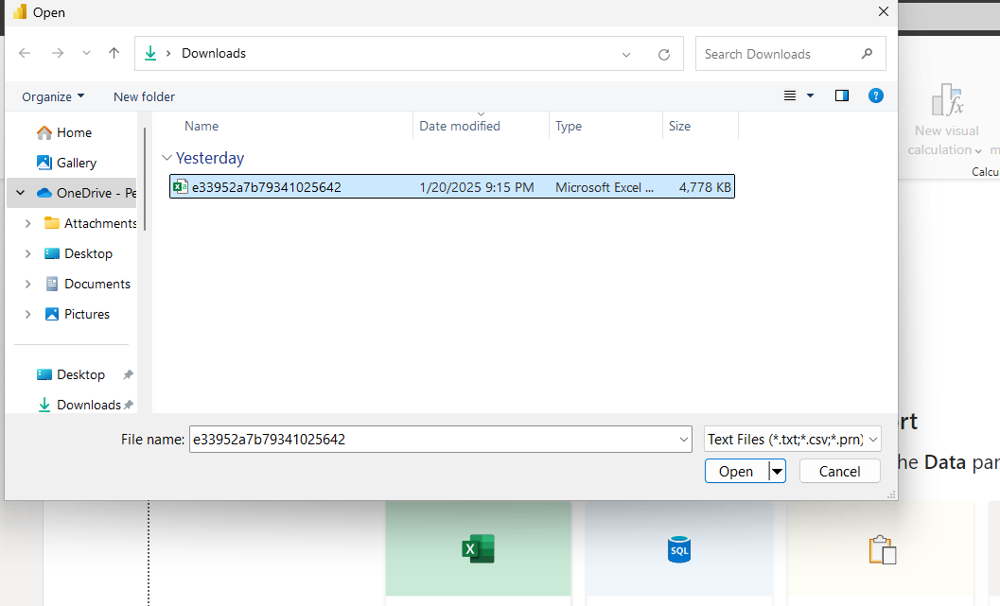 Open
Downloads
Search Downloads
Organize
New folder
Name
Date modified
Type
Size
Home
Gallery
OneDrive - Pe
Attachments
Desktop
Documents
Pictures
Desktop
Downloads
Yesterday
e33952a7b79341025642 1/20/2025 9:15 PM Microsoft Excel ... 4,778 KB
File name: e33952a7b79341025642
Text Files (*.txt;*.csv;*.prn)
Open
Cancel
New visual
calculation
m
Calcu
rt
he Data pan
X
SQL